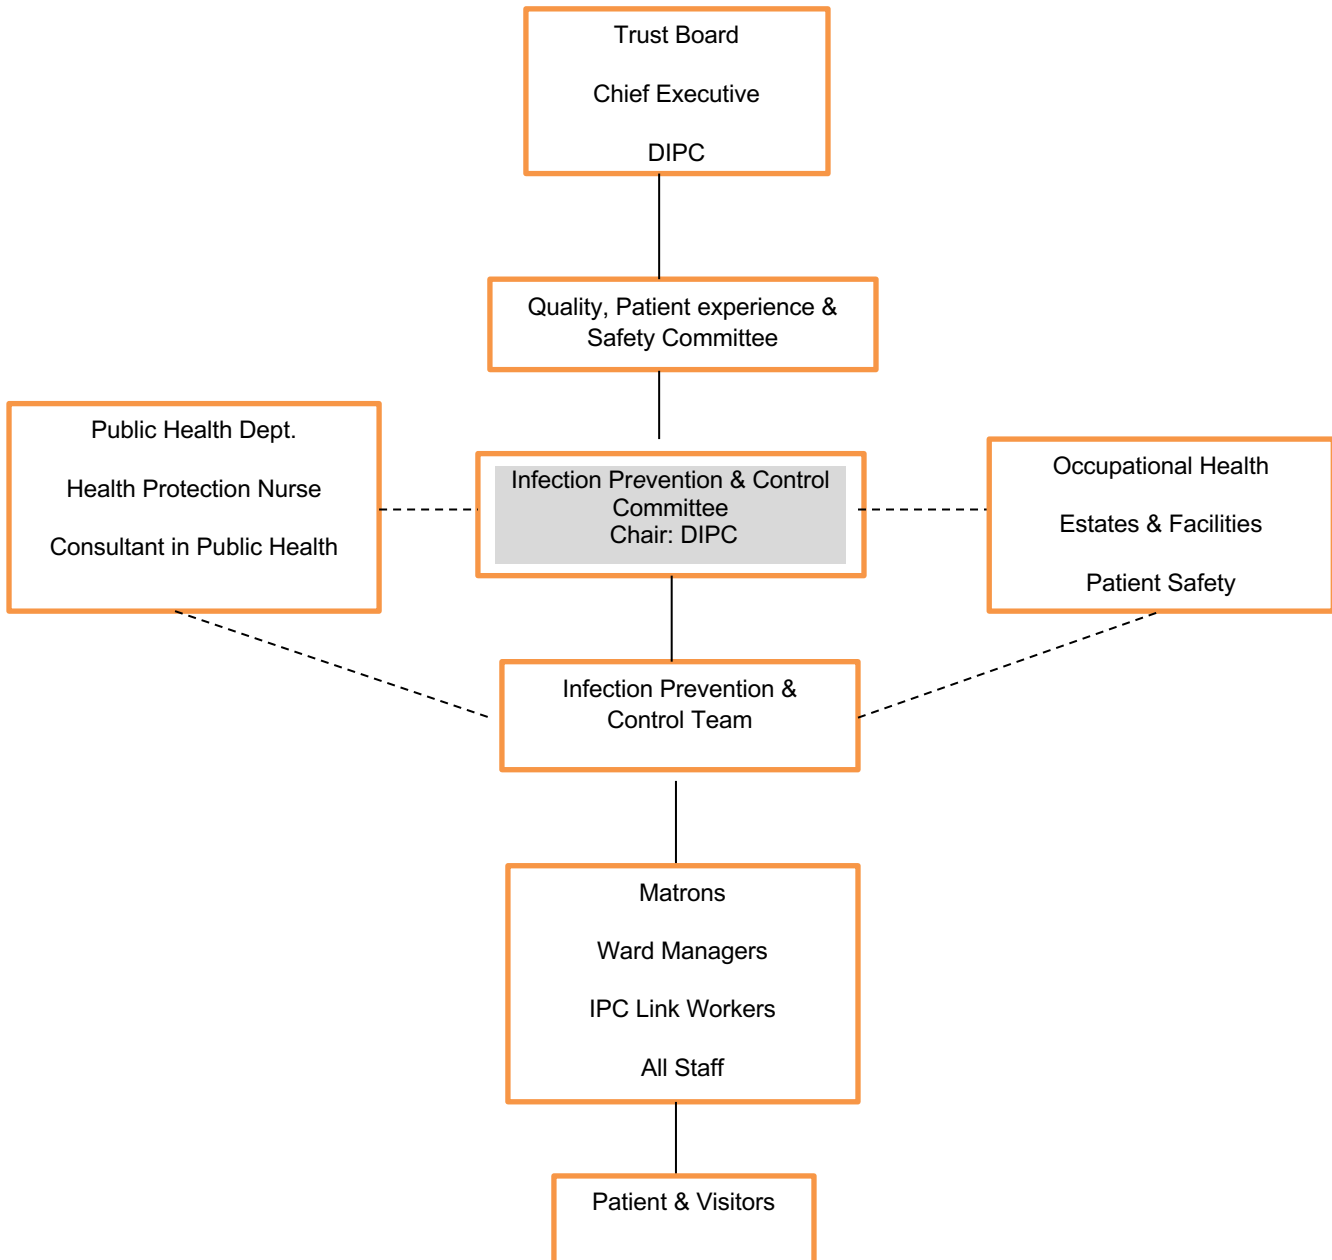 Trust Board
Chief Executive
DIPC
Quality, Patient experience &
Safety Committee
Public Health Dept.
Health Protection Nurse
Consultant in Public Health
Infection Prevention & Control
Committee
Chair: DIPC
Occupational Health
Estates & Facilities
Patient Safety
Infection Prevention &
Control Team
Matrons
Ward Managers
IPC Link Workers
All Staff
Patient & Visitors